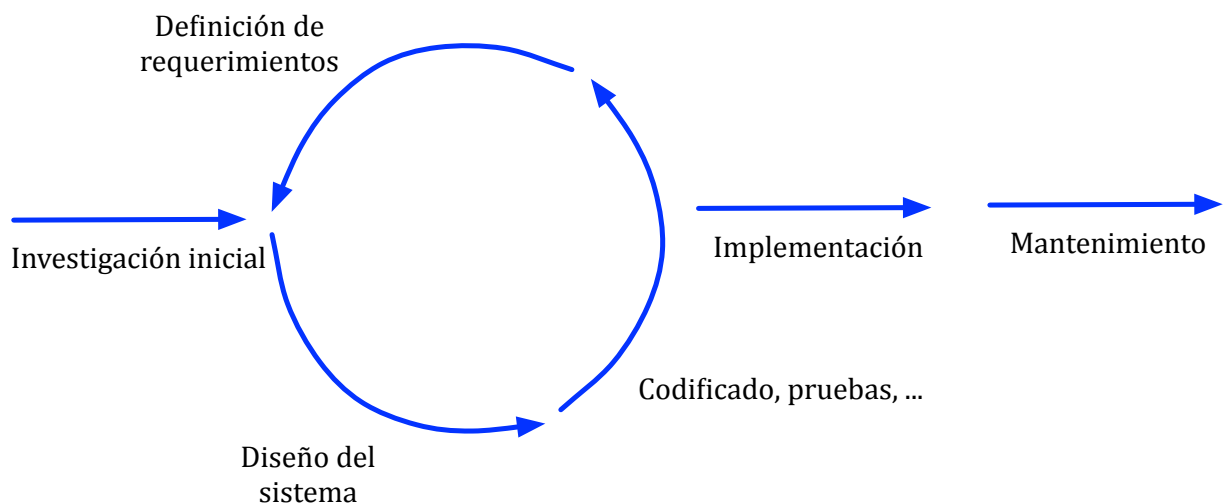 Definición de
requerimientos
Investigación inicial
Implementación
Mantenimiento
Codificado, pruebas, ...
Diseño del
sistema